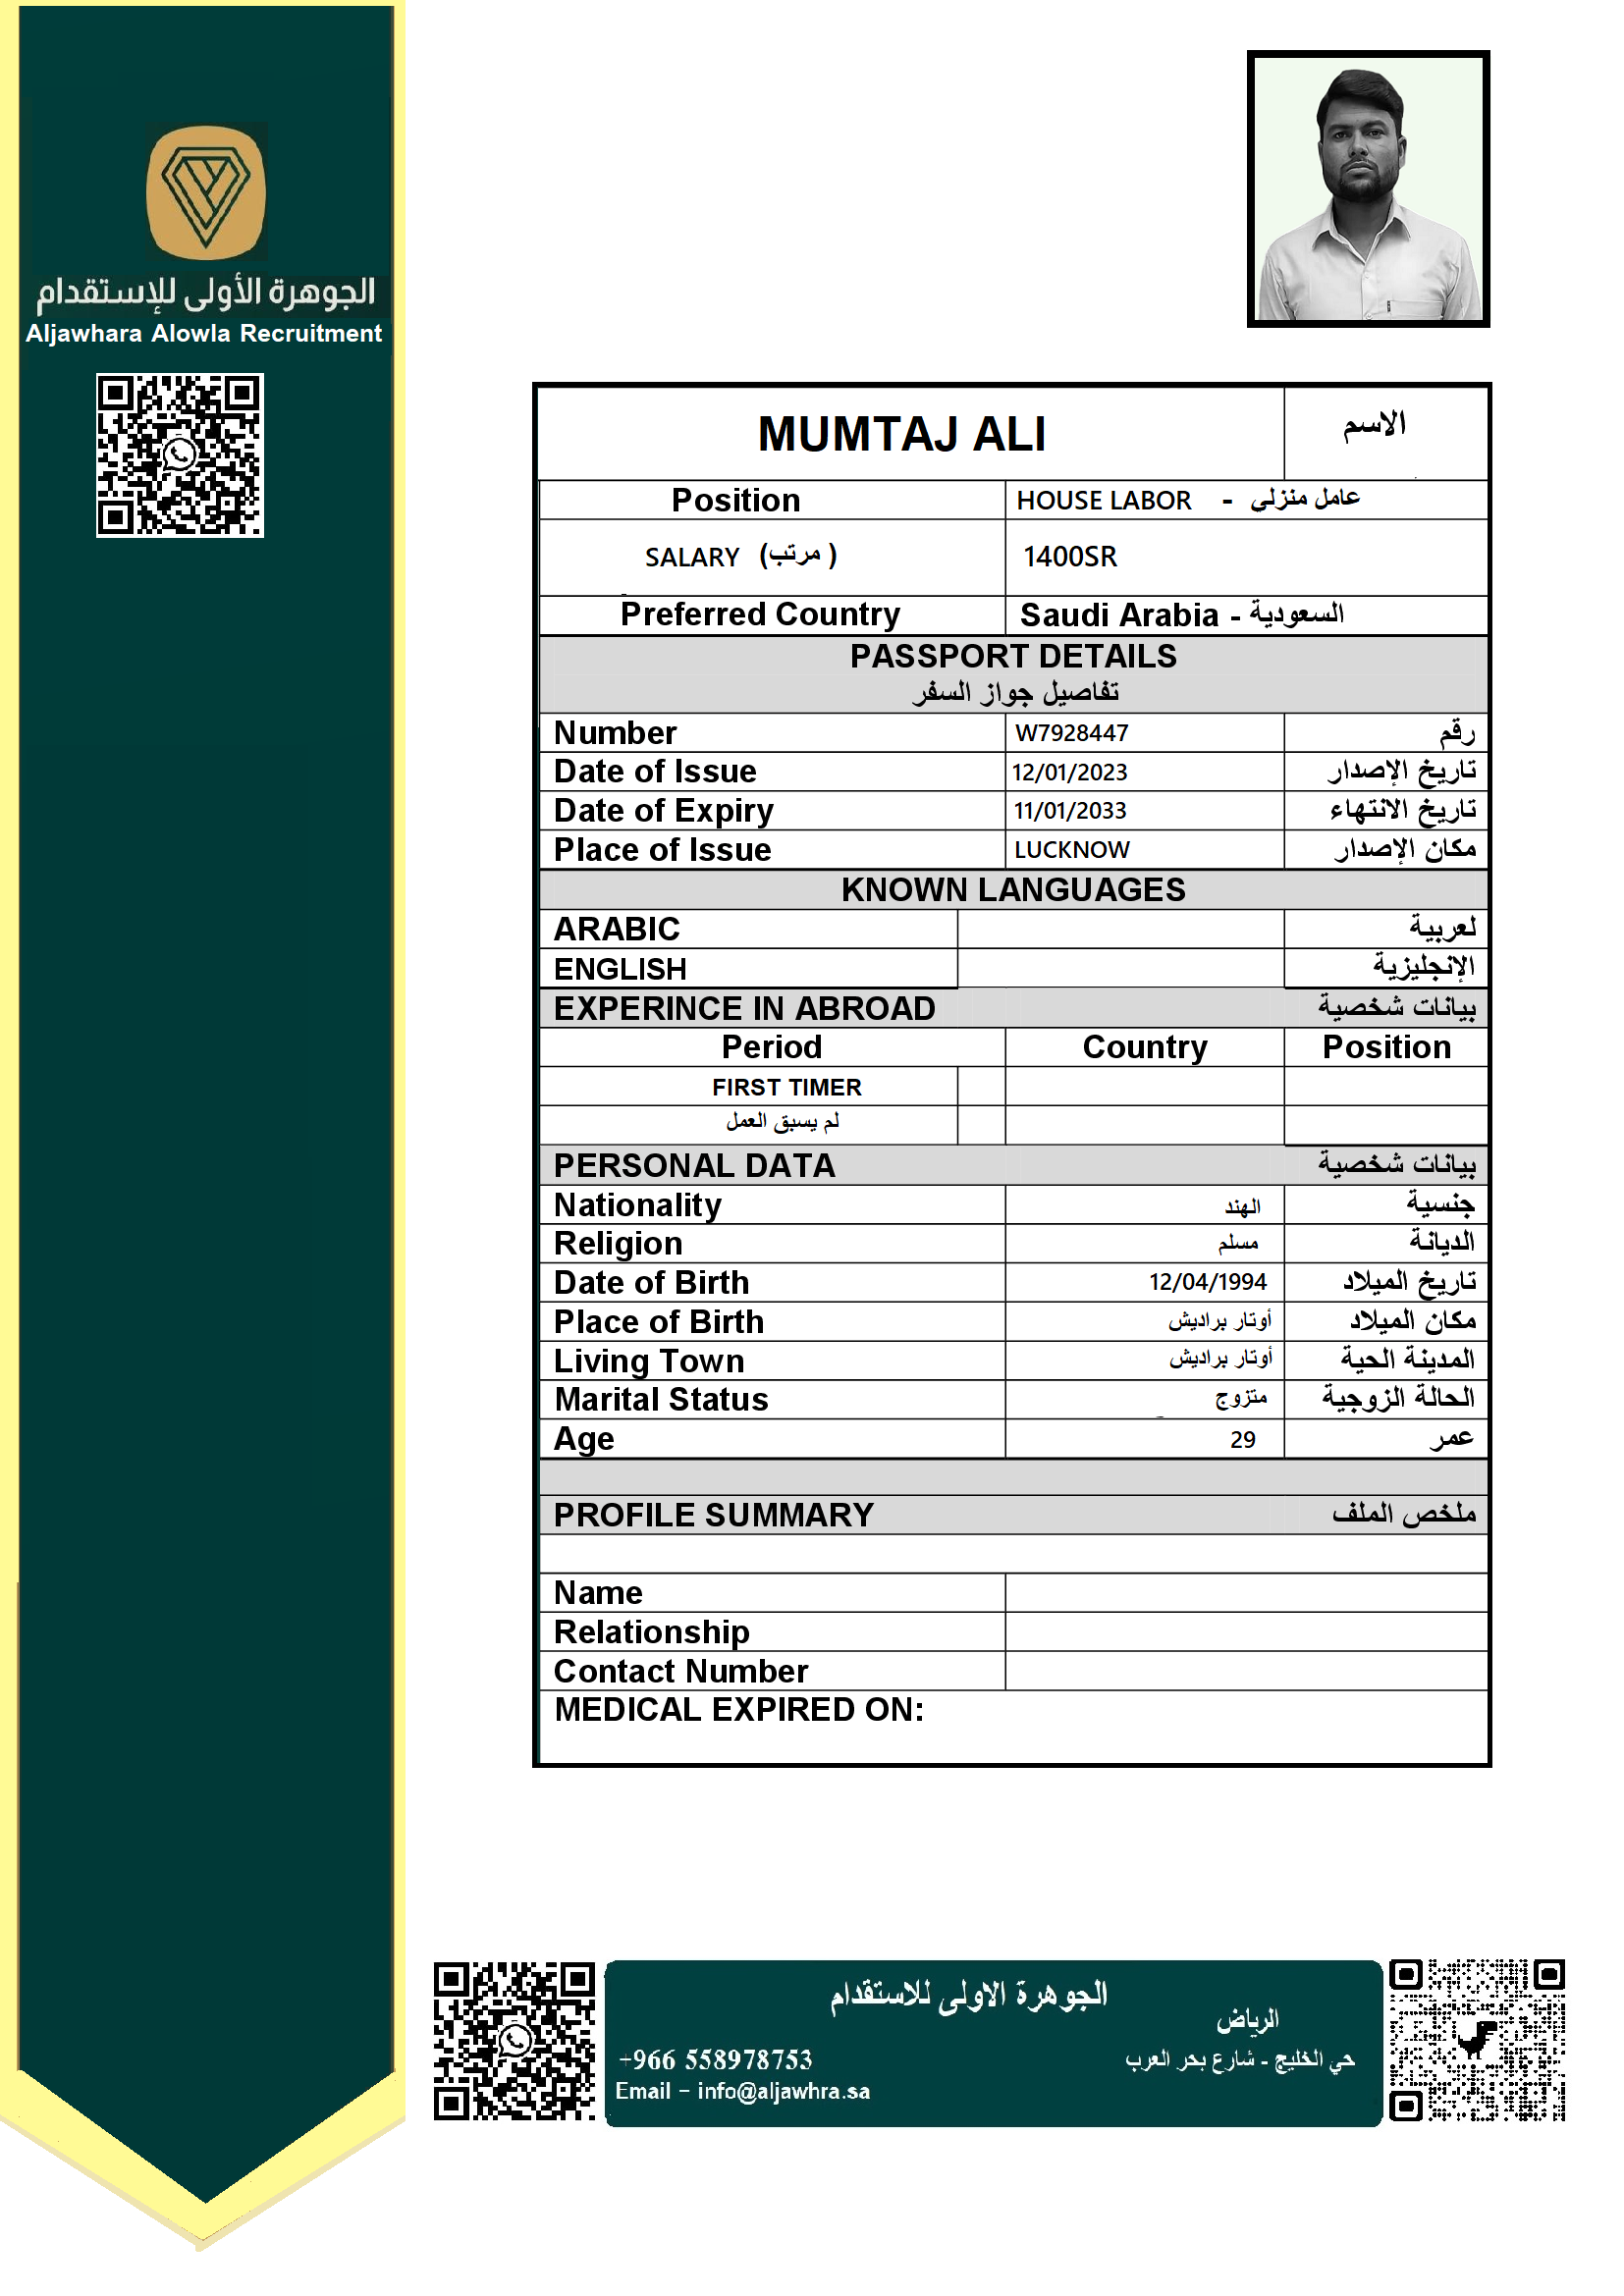 الجوهرة الأولى للإستقدام
Aljawhara Alowla Recruitment
MUMTAJ ALI الاسم
Position HOUSE LABOR - عامل منزلي
SALARY (مرتب) 1400SR
Preferred Country Saudi Arabia - السعودية
PASSPORT DETAILS
تفاصيل جواز السفر
Number W7928447 رقم
Date of Issue 12/01/2023 تاريخ الإصدار
Date of Expiry 11/01/2033 تاريخ الانتهاء
Place of Issue LUCKNOW مكان الإصدار
KNOWN LANGUAGES
ARABIC لعربية
ENGLISH الإنجليزية
EXPERINCE IN ABROAD بيانات شخصية
Period Country Position
FIRST TIMER
لم يسبق العمل
PERSONAL DATA بيانات شخصية
Nationality الهند جنسية
Religion مسلم الديانة
Date of Birth 12/04/1994 تاريخ الميلاد
Place of Birth أوتار براديش مكان الميلاد
Living Town أوتار براديش المدينة الحية
Marital Status متزوج الحالة الزوجية
Age 29 عمر
PROFILE SUMMARY ملخص الملف
Name
Relationship
Contact Number
MEDICAL EXPIRED ON:
الجوهرة الاولى للاستقدام
الرياض
+966 558978753 حي الخليج - شارع بحر العرب
Email - info@aljawhra.sa